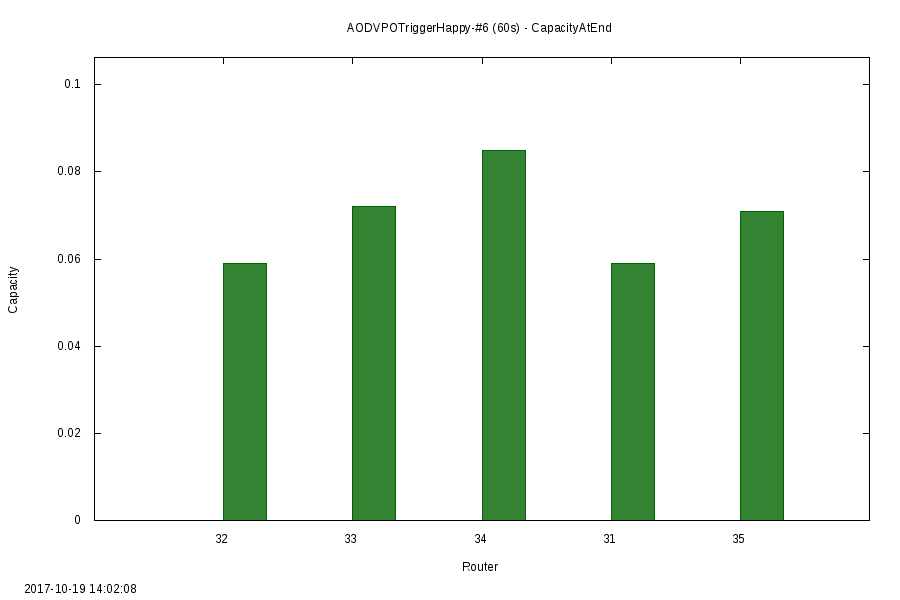 AODVPOTriggerHappy-#6 (60s) - CapacityAtEnd
0.1
0.08
0.06
0.04
0.02
0
Capacity
32 33 34 31 35
Router
2017-10-19 14:02:08